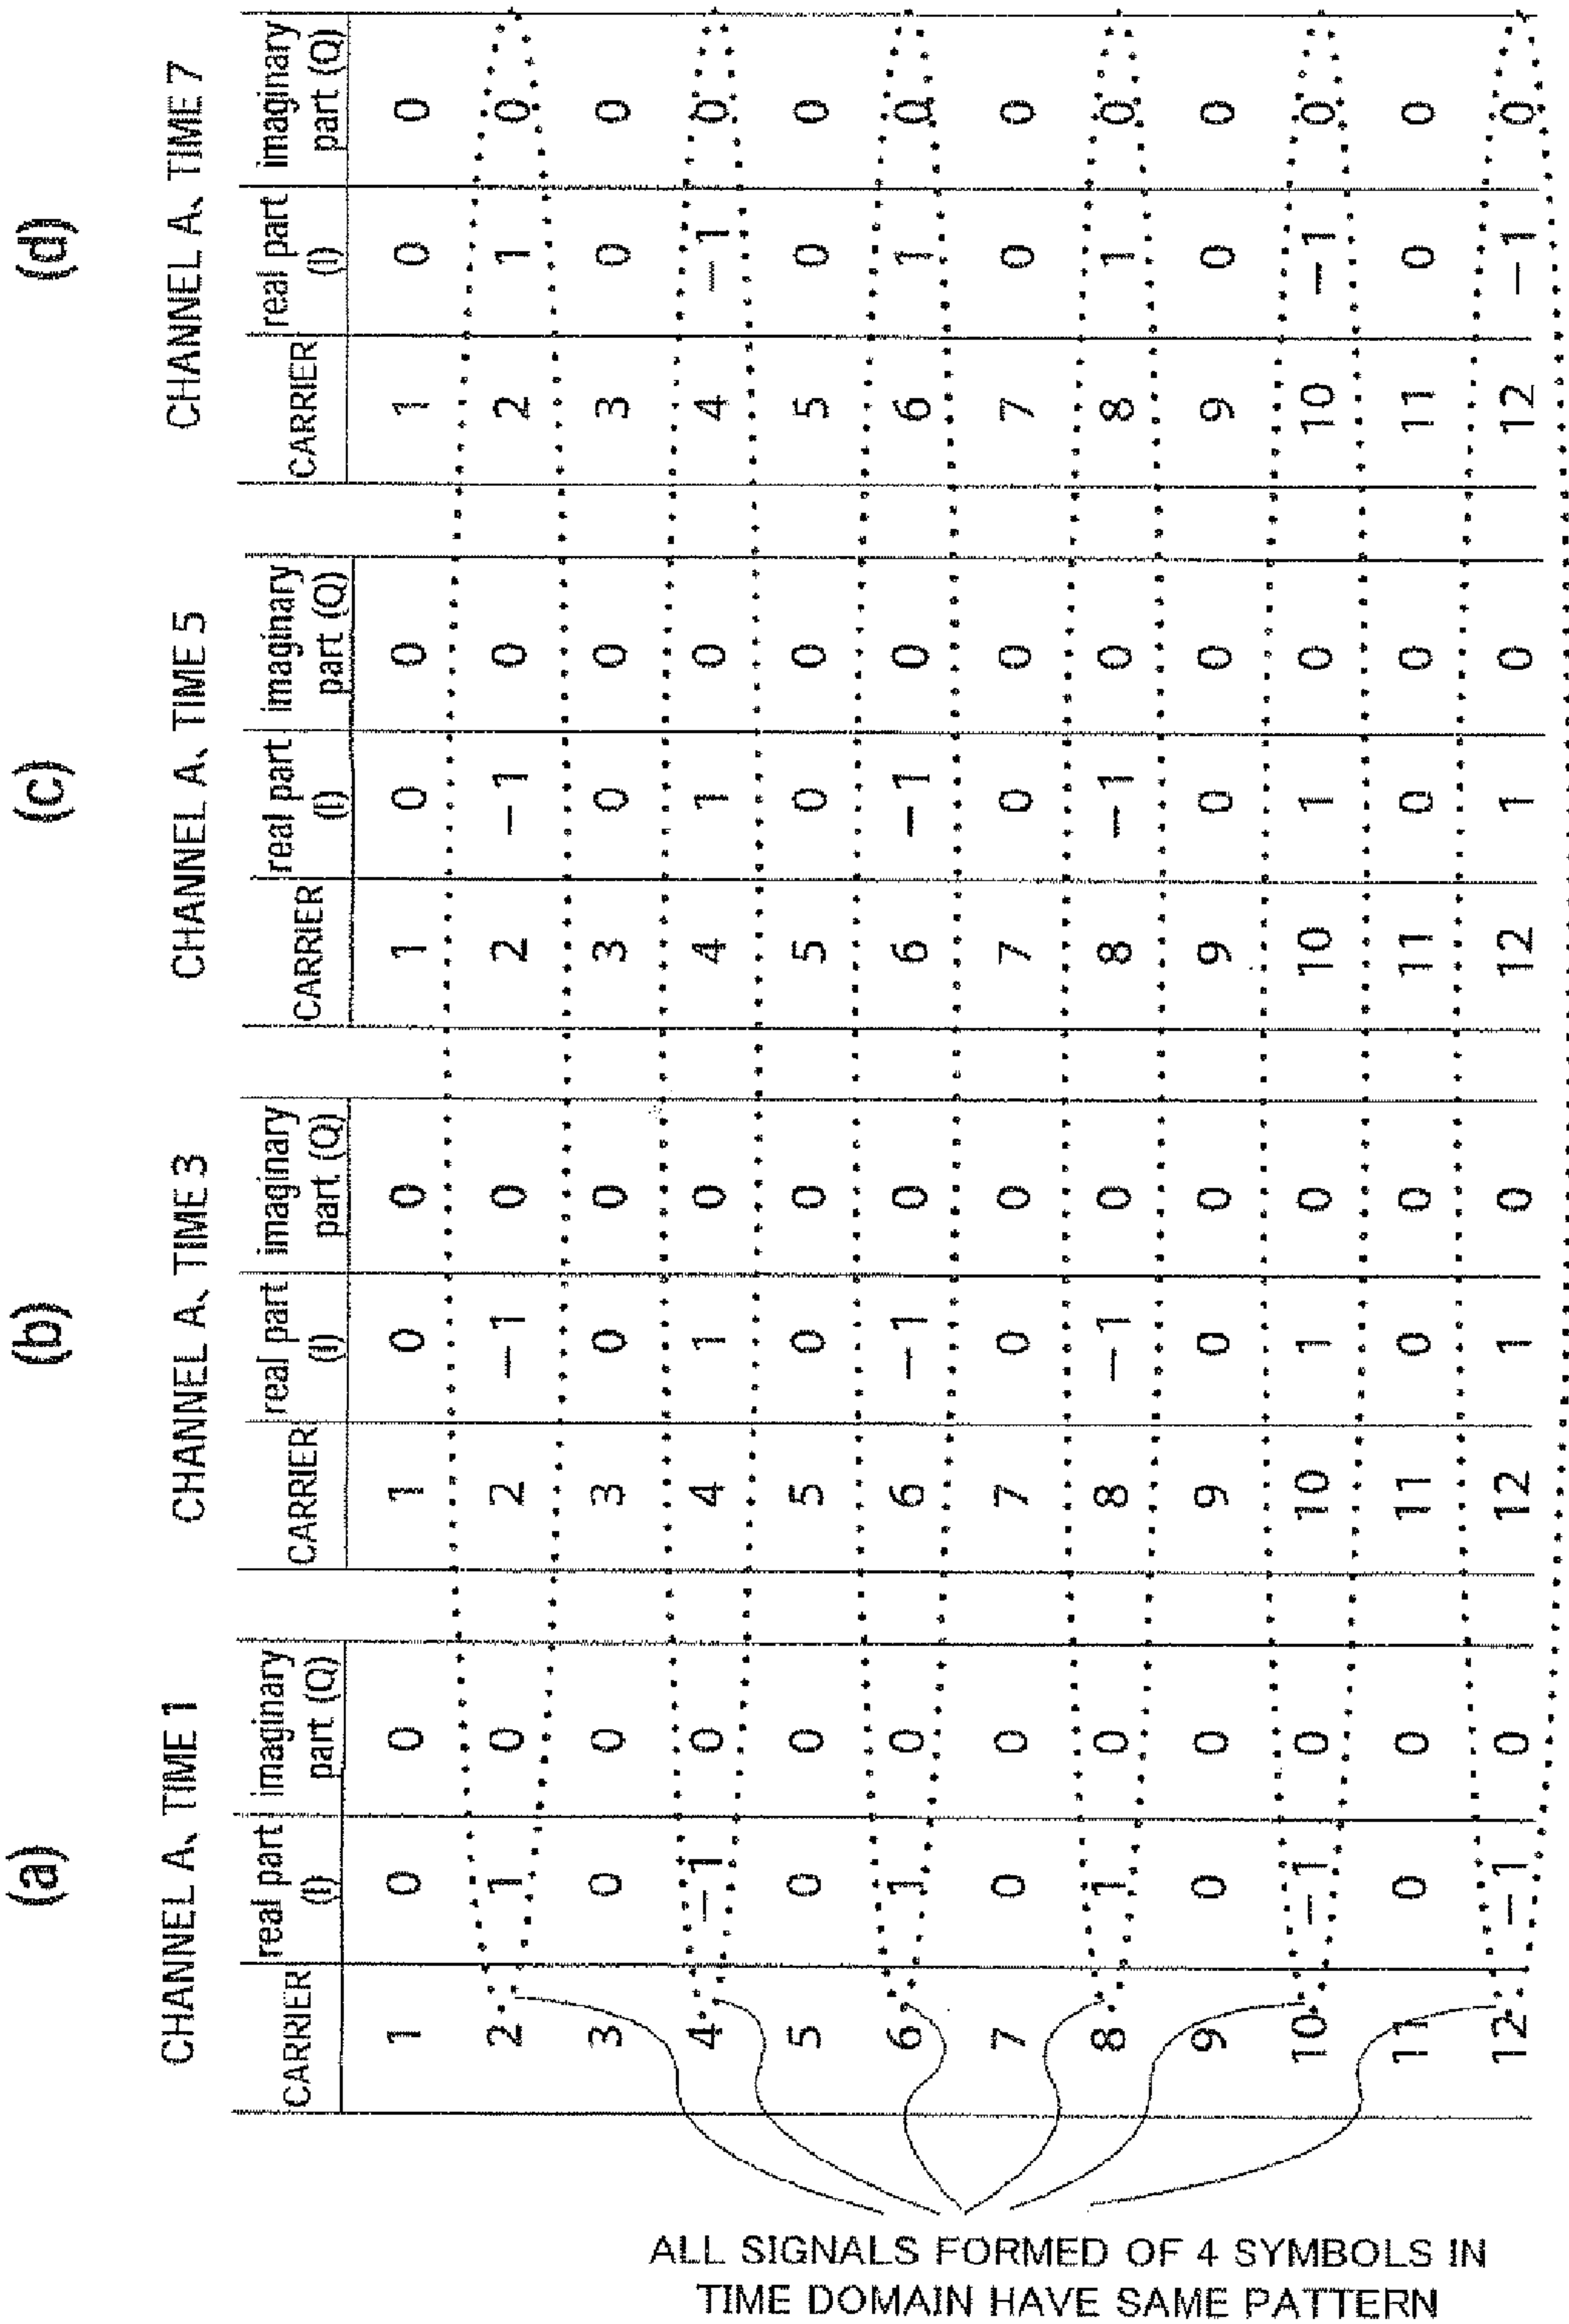 (a)
CHANNEL A、TIME 1
CARRIER real part (I) imaginary part (Q)
1 0 0
2 1 0
3 0 0
4 −1 0
5 0 0
6 1 0
7 0 0
8 1 0
9 0 0
10 −1 0
11 0 0
12 −1 0
(b)
CHANNEL A、TIME 3
CARRIER real part (I) imaginary part (Q)
1 0 0
2 −1 0
3 0 0
4 1 0
5 0 0
6 −1 0
7 0 0
8 −1 0
9 0 0
10 1 0
11 0 0
12 1 0
(c)
CHANNEL A、TIME 5
CARRIER real part (I) imaginary part (Q)
1 0 0
2 −1 0
3 0 0
4 1 0
5 0 0
6 −1 0
7 0 0
8 −1 0
9 0 0
10 1 0
11 0 0
12 1 0
(d)
CHANNEL A、TIME 7
CARRIER real part (I) imaginary part (Q)
1 0 0
2 1 0
3 0 0
4 −1 0
5 0 0
6 1 0
7 0 0
8 1 0
9 0 0
10 −1 0
11 0 0
12 −1 0
ALL SIGNALS FORMED OF 4 SYMBOLS IN
TIME DOMAIN HAVE SAME PATTERN